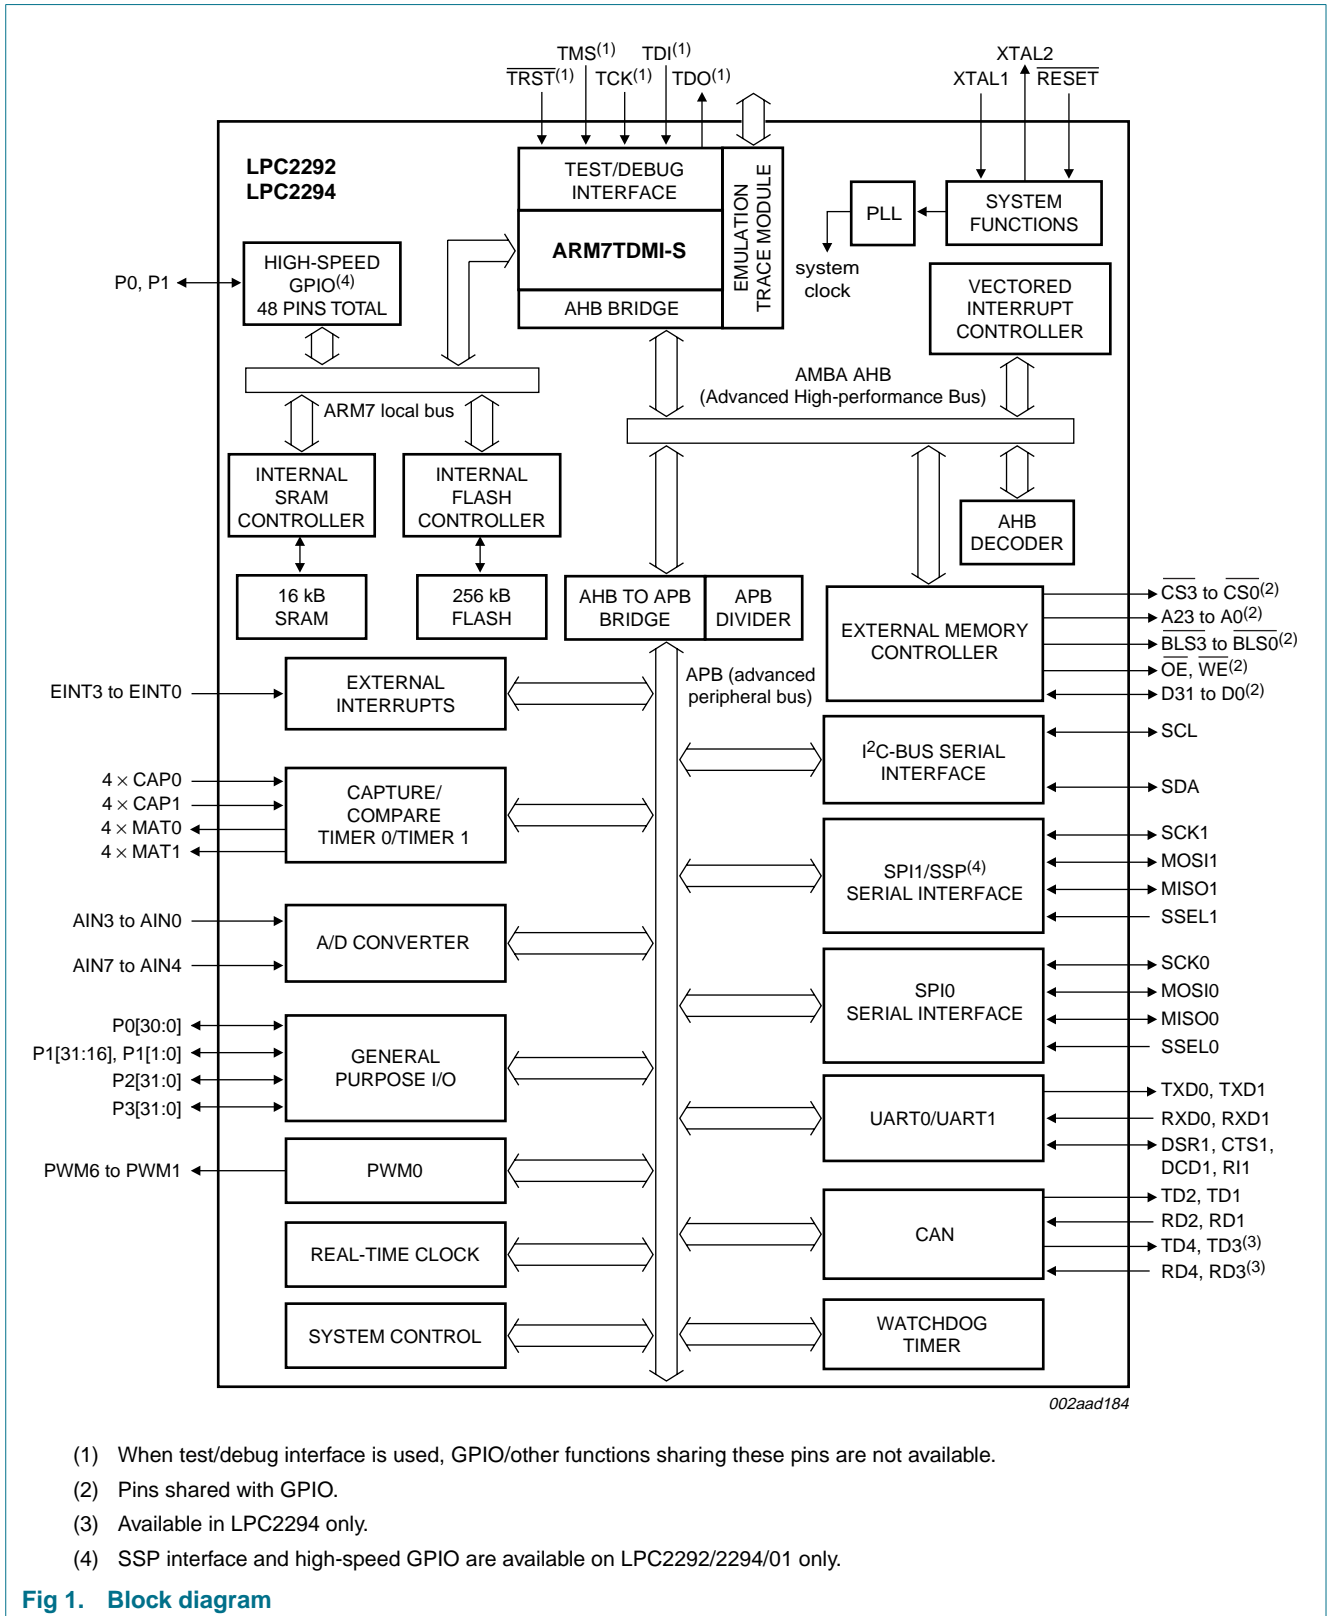 TMS(1) TDI(1)
TRST(1) TCK(1) TDO(1)
XTAL2
XTAL1 RESET
LPC2292
LPC2294
TEST/DEBUG
INTERFACE
ARM7TDMI-S
AHB BRIDGE
EMULATION
TRACE MODULE
PLL
SYSTEM
FUNCTIONS
system
clock
P0, P1
HIGH-SPEED
GPIO(4)
48 PINS TOTAL
VECTORED
INTERRUPT
CONTROLLER
AMBA AHB
(Advanced High-performance Bus)
ARM7 local bus
INTERNAL
SRAM
CONTROLLER
INTERNAL
FLASH
CONTROLLER
AHB
DECODER
16 kB
SRAM
256 kB
FLASH
AHB TO APB
BRIDGE
APB
DIVIDER
EXTERNAL MEMORY
CONTROLLER
CS3 to CS0(2)
A23 to A0(2)
BLS3 to BLS0(2)
OE, WE(2)
D31 to D0(2)
APB (advanced
peripheral bus)
EINT3 to EINT0
EXTERNAL
INTERRUPTS
I2C-BUS SERIAL
INTERFACE
SCL
SDA
4 × CAP0
4 × CAP1
4 × MAT0
4 × MAT1
CAPTURE/
COMPARE
TIMER 0/TIMER 1
SPI1/SSP(4)
SERIAL INTERFACE
SCK1
MOSI1
MISO1
SSEL1
AIN3 to AIN0
AIN7 to AIN4
A/D CONVERTER
SPI0
SERIAL INTERFACE
SCK0
MOSI0
MISO0
SSEL0
P0[30:0]
P1[31:16], P1[1:0]
P2[31:0]
P3[31:0]
GENERAL
PURPOSE I/O
UART0/UART1
TXD0, TXD1
RXD0, RXD1
DSR1, CTS1,
DCD1, RI1
PWM6 to PWM1
PWM0
CAN
TD2, TD1
RD2, RD1
TD4, TD3(3)
RD4, RD3(3)
REAL-TIME CLOCK
SYSTEM CONTROL
WATCHDOG
TIMER
002aad184
(1) When test/debug interface is used, GPIO/other functions sharing these pins are not available.
(2) Pins shared with GPIO.
(3) Available in LPC2294 only.
(4) SSP interface and high-speed GPIO are available on LPC2292/2294/01 only.
Fig 1. Block diagram